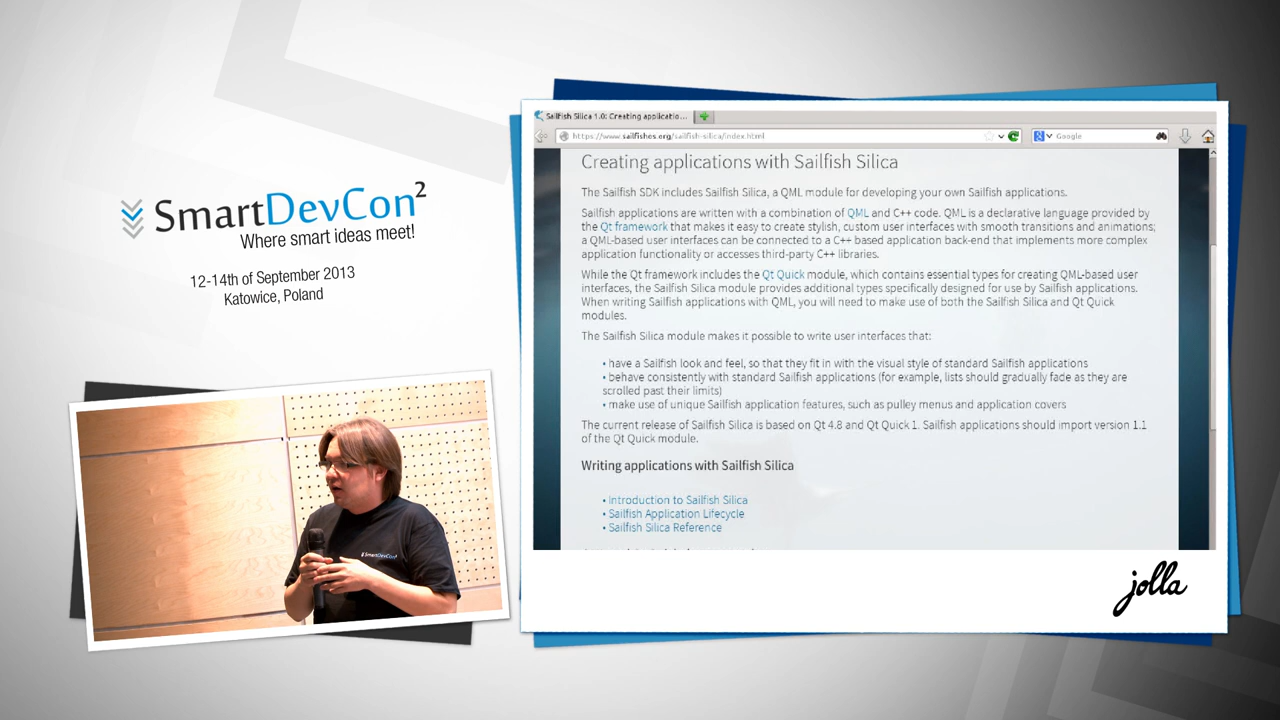 SmartDevCon²
Where smart ideas meet!
12-14th of September 2013
Katowice, Poland
SmartDevCon²
Sailfish Silica 1.0: Creating applicatio...
https://www.sailfishos.org/sailfish-silica/index.html
Google
Creating applications with Sailfish Silica
The Sailfish SDK includes Sailfish Silica, a QML module for developing your own Sailfish applications.
Sailfish applications are written with a combination of QML and C++ code. QML is a declarative language provided by
the Qt framework that makes it easy to create stylish, custom user interfaces with smooth transitions and animations;
a QML-based user interfaces can be connected to a C++ based application back-end that implements more complex
application functionality or accesses third-party C++ libraries.
While the Qt framework includes the Qt Quick module, which contains essential types for creating QML-based user
interfaces, the Sailfish Silica module provides additional types specifically designed for use by Sailfish applications.
When writing Sailfish applications with QML, you will need to make use of both the Sailfish Silica and Qt Quick
modules.
The Sailfish Silica module makes it possible to write user interfaces that:
• have a Sailfish look and feel, so that they fit in with the visual style of standard Sailfish applications
• behave consistently with standard Sailfish applications (for example, lists should gradually fade as they are
scrolled past their limits)
• make use of unique Sailfish application features, such as pulley menus and application covers
The current release of Sailfish Silica is based on Qt 4.8 and Qt Quick 1. Sailfish applications should import version 1.1
of the Qt Quick module.
Writing applications with Sailfish Silica
• Introduction to Sailfish Silica
• Sailfish Application Lifecycle
• Sailfish Silica Reference
jolla